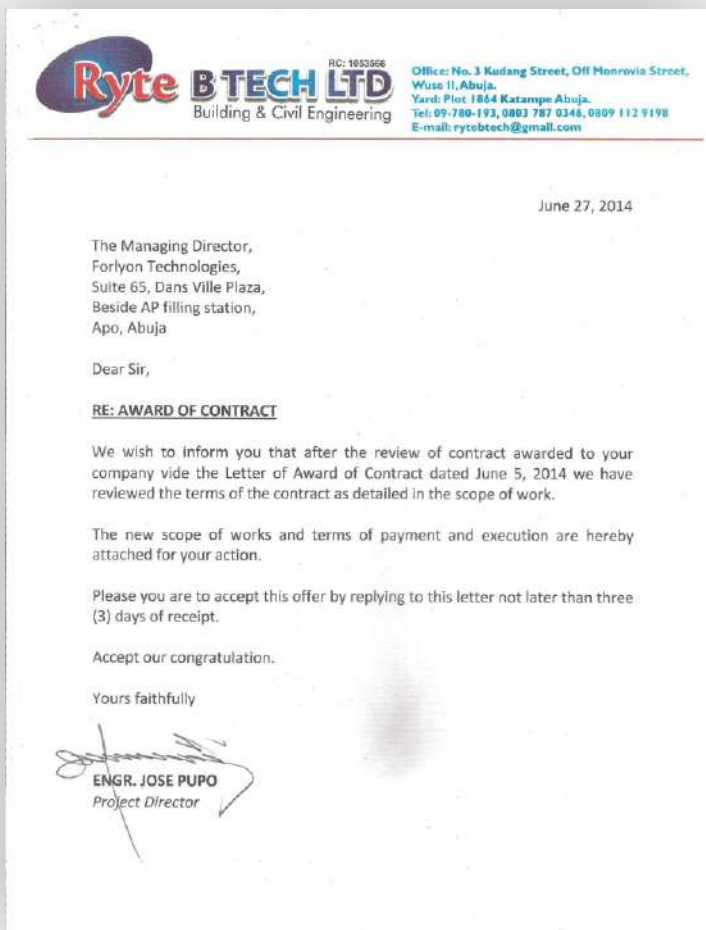 RC: 1053566
Ryte BTECH LTD
Building & Civil Engineering
Office: No. 3 Kudang Street, Off Monrovia Street,
Wuse II, Abuja.
Yard: Plot 1864 Katampe Abuja.
Tel: 09-780-193, 0803 787 0346, 0809 112 9198
E-mail: rytebtech@gmail.com
June 27, 2014
The Managing Director,
Forlyon Technologies,
Suite 65, Dans Ville Plaza,
Beside AP filling station,
Apo, Abuja
Dear Sir,
RE: AWARD OF CONTRACT
We wish to inform you that after the review of contract awarded to your
company vide the Letter of Award of Contract dated June 5, 2014 we have
reviewed the terms of the contract as detailed in the scope of work.
The new scope of works and terms of payment and execution are hereby
attached for your action.
Please you are to accept this offer by replying to this letter not later than three
(3) days of receipt.
Accept our congratulation.
Yours faithfully
ENGR. JOSE PUPO
Project Director